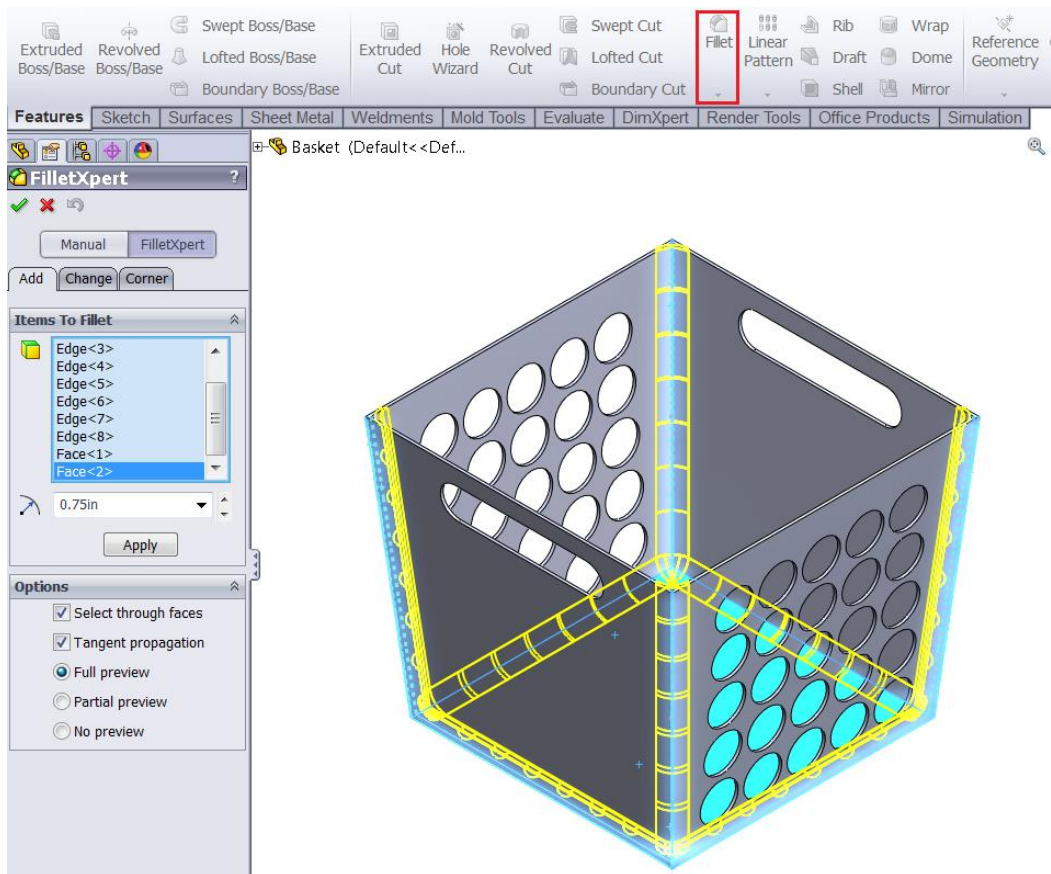 Extruded Boss/Base
Revolved Boss/Base
Swept Boss/Base
Lofted Boss/Base
Boundary Boss/Base
Extruded Cut
Hole Wizard
Revolved Cut
Swept Cut
Lofted Cut
Boundary Cut
Fillet
Linear Pattern
Rib
Draft
Shell
Wrap
Dome
Mirror
Reference Geometry
Features Sketch Surfaces Sheet Metal Weldments Mold Tools Evaluate DimXpert Render Tools Office Products Simulation
Basket (Default<<Def...
FilletXpert ?
Manual FilletXpert
Add Change Corner
Items To Fillet
Edge<3>
Edge<4>
Edge<5>
Edge<6>
Edge<7>
Edge<8>
Face<1>
Face<2>
0.75in
Apply
Options
Select through faces
Tangent propagation
Full preview
Partial preview
No preview